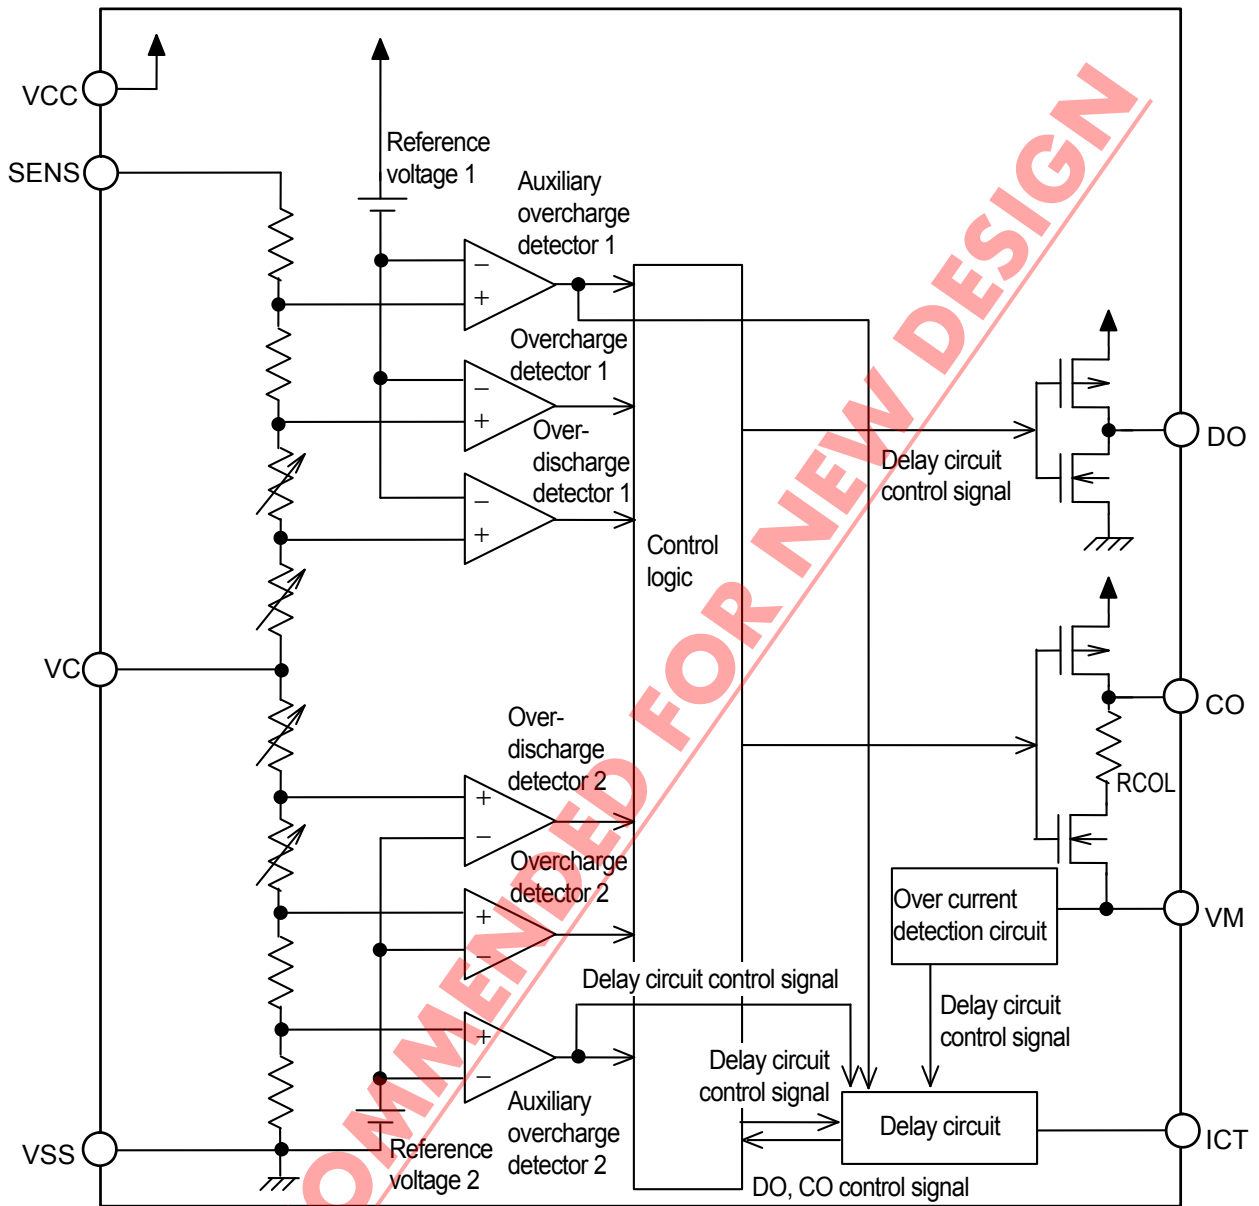 VCC
SENS
Reference
voltage 1
Auxiliary
overcharge
detector 1
−
+
Overcharge
detector 1
−
+
Over-
discharge
detector 1
−
+
Control
logic
Delay circuit
control signal
DO
VC
CO
RCOL
Over-
discharge
detector 2
+
−
Overcharge
detector 2
+
−
Over current
detection circuit
VM
Delay circuit control signal
Delay circuit
control signal
+
−
Auxiliary
overcharge
detector 2
Delay circuit
control signal
Delay circuit
ICT
VSS
Reference
voltage 2
DO, CO control signal
OMMENDED FOR NEW DESIGN